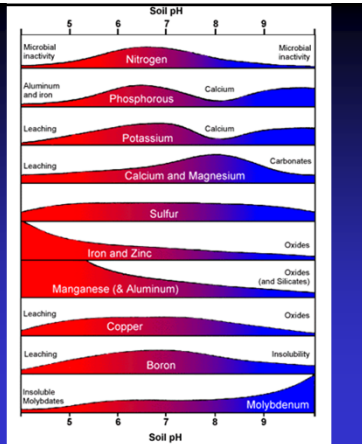 Soil pH
5 6 7 8 9
Microbial inactivity
Nitrogen
Microbial inactivity
Aluminum and iron
Phosphorous
Calcium
Leaching
Potassium
Calcium
Leaching
Calcium and Magnesium
Carbonates
Sulfur
Iron and Zinc
Oxides
Manganese (& Aluminum)
Oxides (and Silicates)
Leaching
Copper
Oxides
Leaching
Boron
Insolubility
Insoluble Molybdates
Molybdenum
5 6 7 8 9
Soil pH